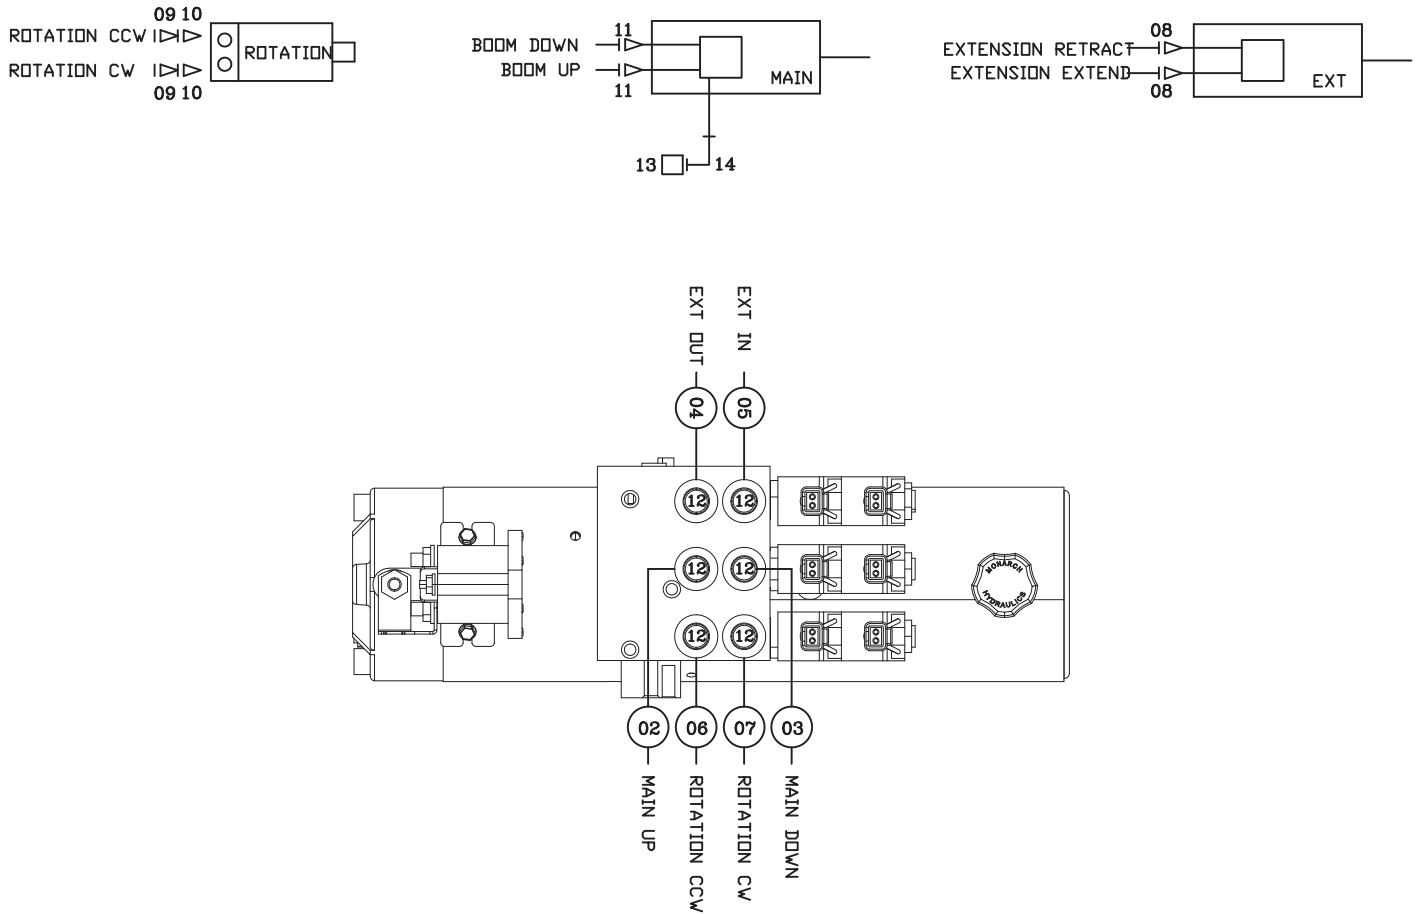 09 10
ROTATION CCW
ROTATION
ROTATION CW
09 10
11
BOOM DOWN
BOOM UP
MAIN
11
13
14
08
EXTENSION RETRACT
EXTENSION EXTEND
EXT
08
EXT OUT
EXT IN
04
05
12
12
12
12
12
12
MONARCH
HYDRAULICS
02
06
07
03
MAIN UP
ROTATION CCW
ROTATION CW
MAIN DOWN